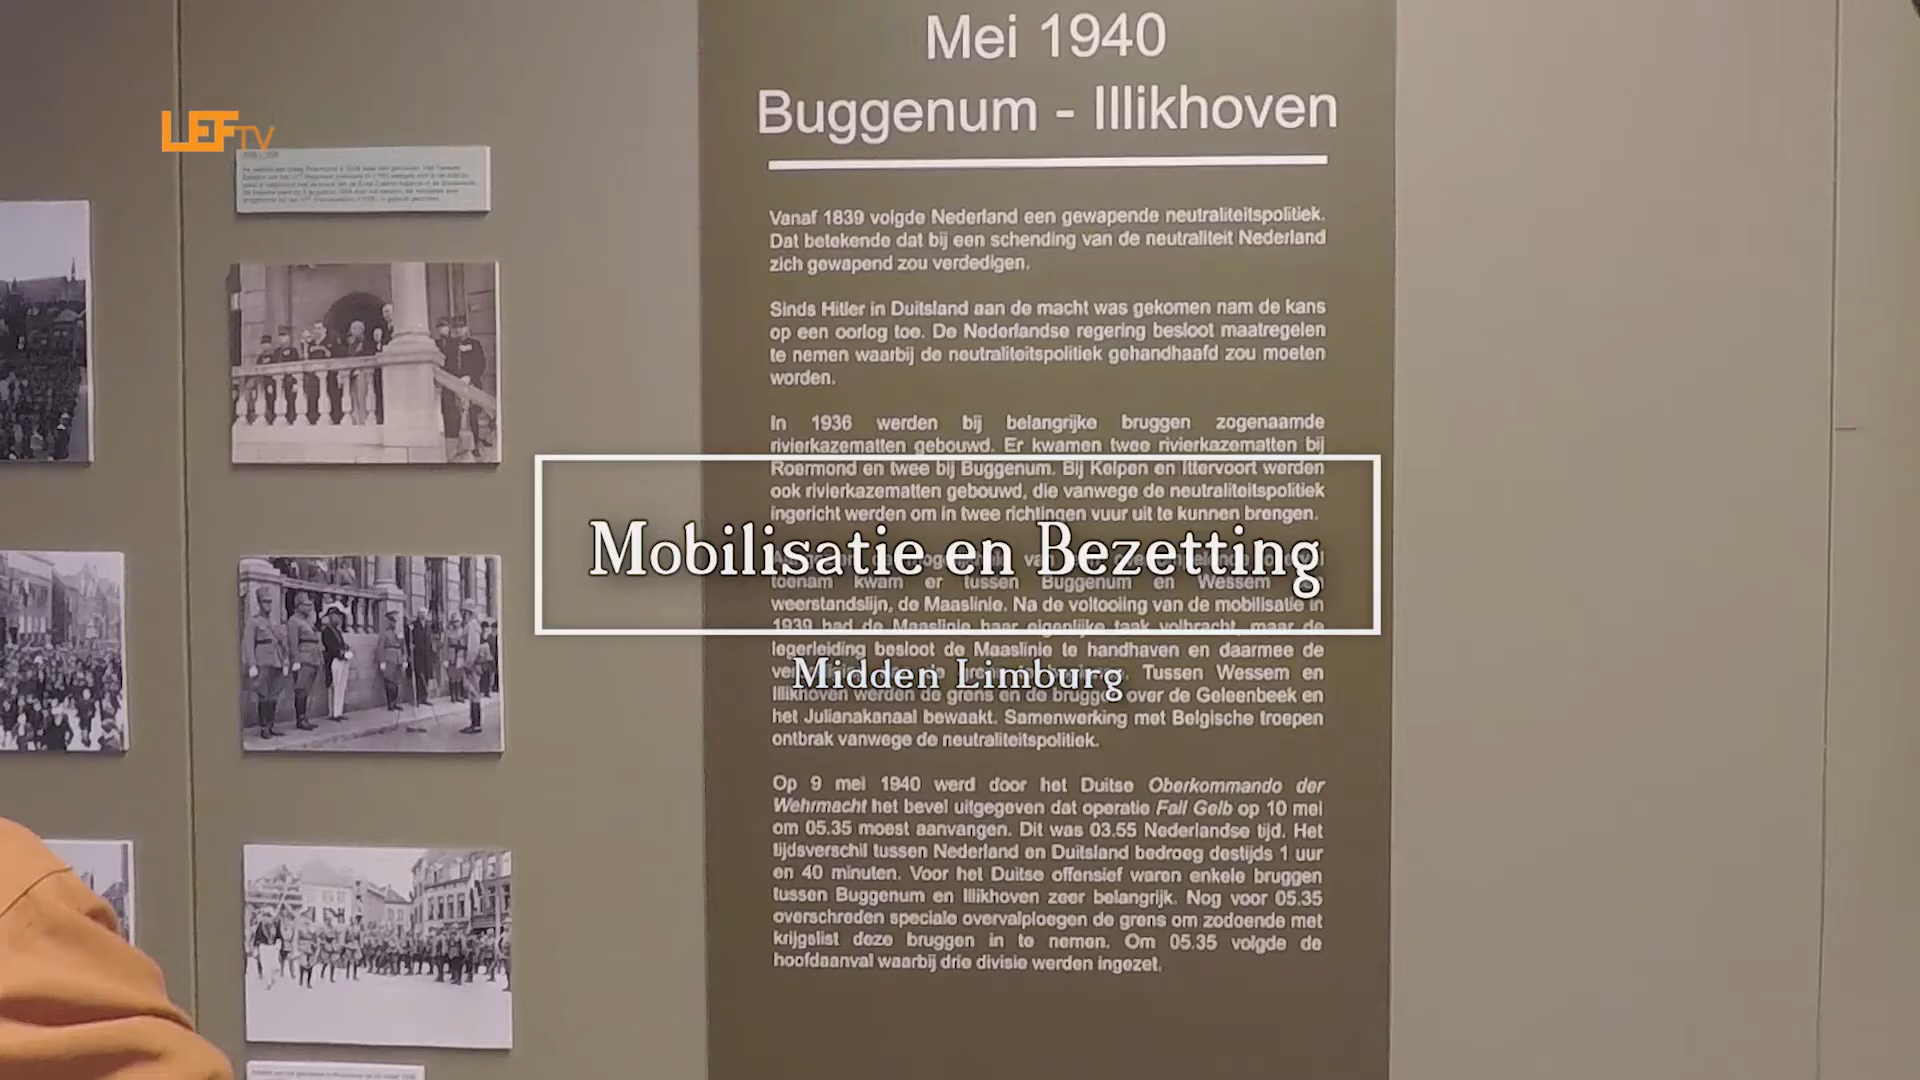 LEF TV
Mei 1940
Buggenum - Illikhoven
Vanaf 1839 volgde Nederland een gewapende neutraliteitspolitiek.
Dat betekende dat bij een schending van de neutraliteit Nederland
zich gewapend zou verdedigen.
Sinds Hitler in Duitsland aan de macht was gekomen nam de kans
op een oorlog toe. De Nederlandse regering besloot maatregelen
te nemen waarbij de neutraliteitspolitiek gehandhaafd zou moeten
worden.
In 1936 werden bij belangrijke bruggen zogenaamde
rivierkazematten gebouwd. Er kwamen twee rivierkazematten bij
Roermond en twee bij Buggenum. Bij Kelpen en Ittervoort werden
ook rivierkazematten gebouwd, die vanwege de neutraliteitspolitiek
ingericht werden om in twee richtingen vuur uit te kunnen brengen.
Mobilisatie en Bezetting
toenam kwam er tussen Buggenum en Wessem
weerstandslijn, de Maaslinie. Na de voltooiing van de mobilisatie in
1939 had de Maaslinie haar eigenlijke taak volbracht, maar de
legerleiding besloot de Maaslinie te handhaven en daarmee de
Midden Limburg
Tussen Wessem en
Illikhoven werden de grens en de bruggen over de Geleenbeek en
het Julianakanaal bewaakt. Samenwerking met Belgische troepen
ontbrak vanwege de neutraliteitspolitiek.
Op 9 mei 1940 werd door het Duitse Oberkommando der
Wehrmacht het bevel uitgegeven dat operatie Fall Gelb op 10 mei
om 05.35 moest aanvangen. Dit was 03.55 Nederlandse tijd. Het
tijdsverschil tussen Nederland en Duitsland bedroeg destijds 1 uur
en 40 minuten. Voor het Duitse offensief waren enkele bruggen
tussen Buggenum en Illikhoven zeer belangrijk. Nog voor 05.35
overschreden speciale overvalploegen de grens om zodoende met
krijgslist deze bruggen in te nemen. Om 05.35 volgde de
hoofdaanval waarbij drie divisie werden ingezet.